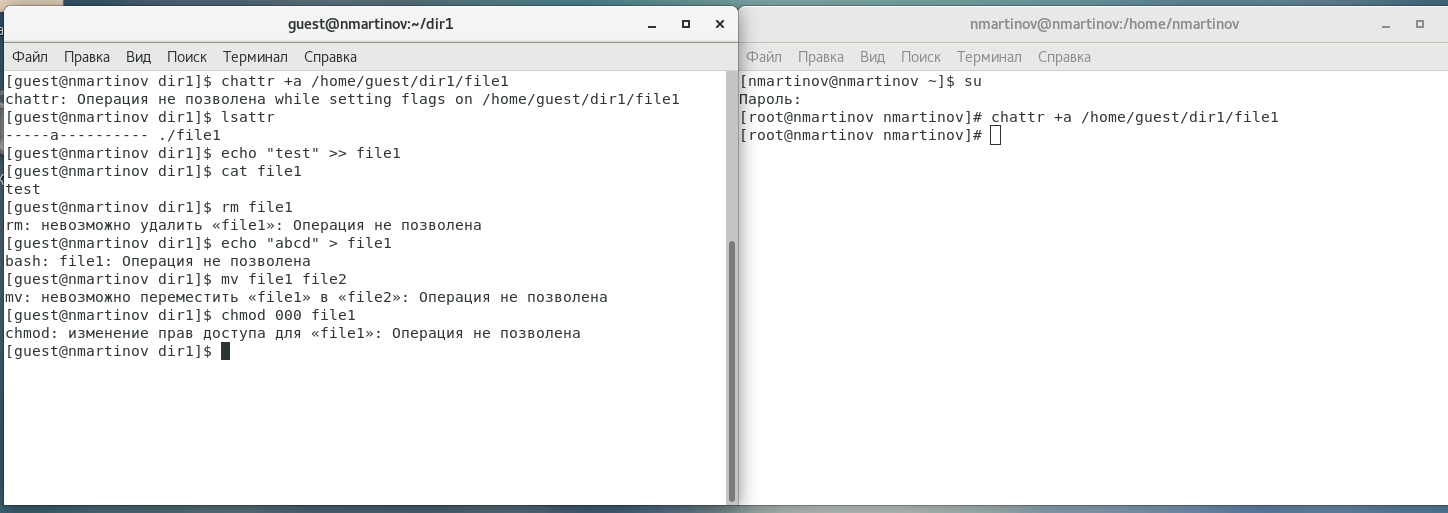 guest@nmartinov:~/dir1
Файл Правка Вид Поиск Терминал Справка
[guest@nmartinov dir1]$ chattr +a /home/guest/dir1/file1
chattr: Операция не позволена while setting flags on /home/guest/dir1/file1
[guest@nmartinov dir1]$ lsattr
-----a---------- ./file1
[guest@nmartinov dir1]$ echo "test" >> file1
[guest@nmartinov dir1]$ cat file1
test
[guest@nmartinov dir1]$ rm file1
rm: невозможно удалить «file1»: Операция не позволена
[guest@nmartinov dir1]$ echo "abcd" > file1
bash: file1: Операция не позволена
[guest@nmartinov dir1]$ mv file1 file2
mv: невозможно переместить «file1» в «file2»: Операция не позволена
[guest@nmartinov dir1]$ chmod 000 file1
chmod: изменение прав доступа для «file1»: Операция не позволена
[guest@nmartinov dir1]$
nmartinov@nmartinov:/home/nmartinov
Файл Правка Вид Поиск Терминал Справка
[nmartinov@nmartinov ~]$ su
Пароль:
[root@nmartinov nmartinov]# chattr +a /home/guest/dir1/file1
[root@nmartinov nmartinov]#